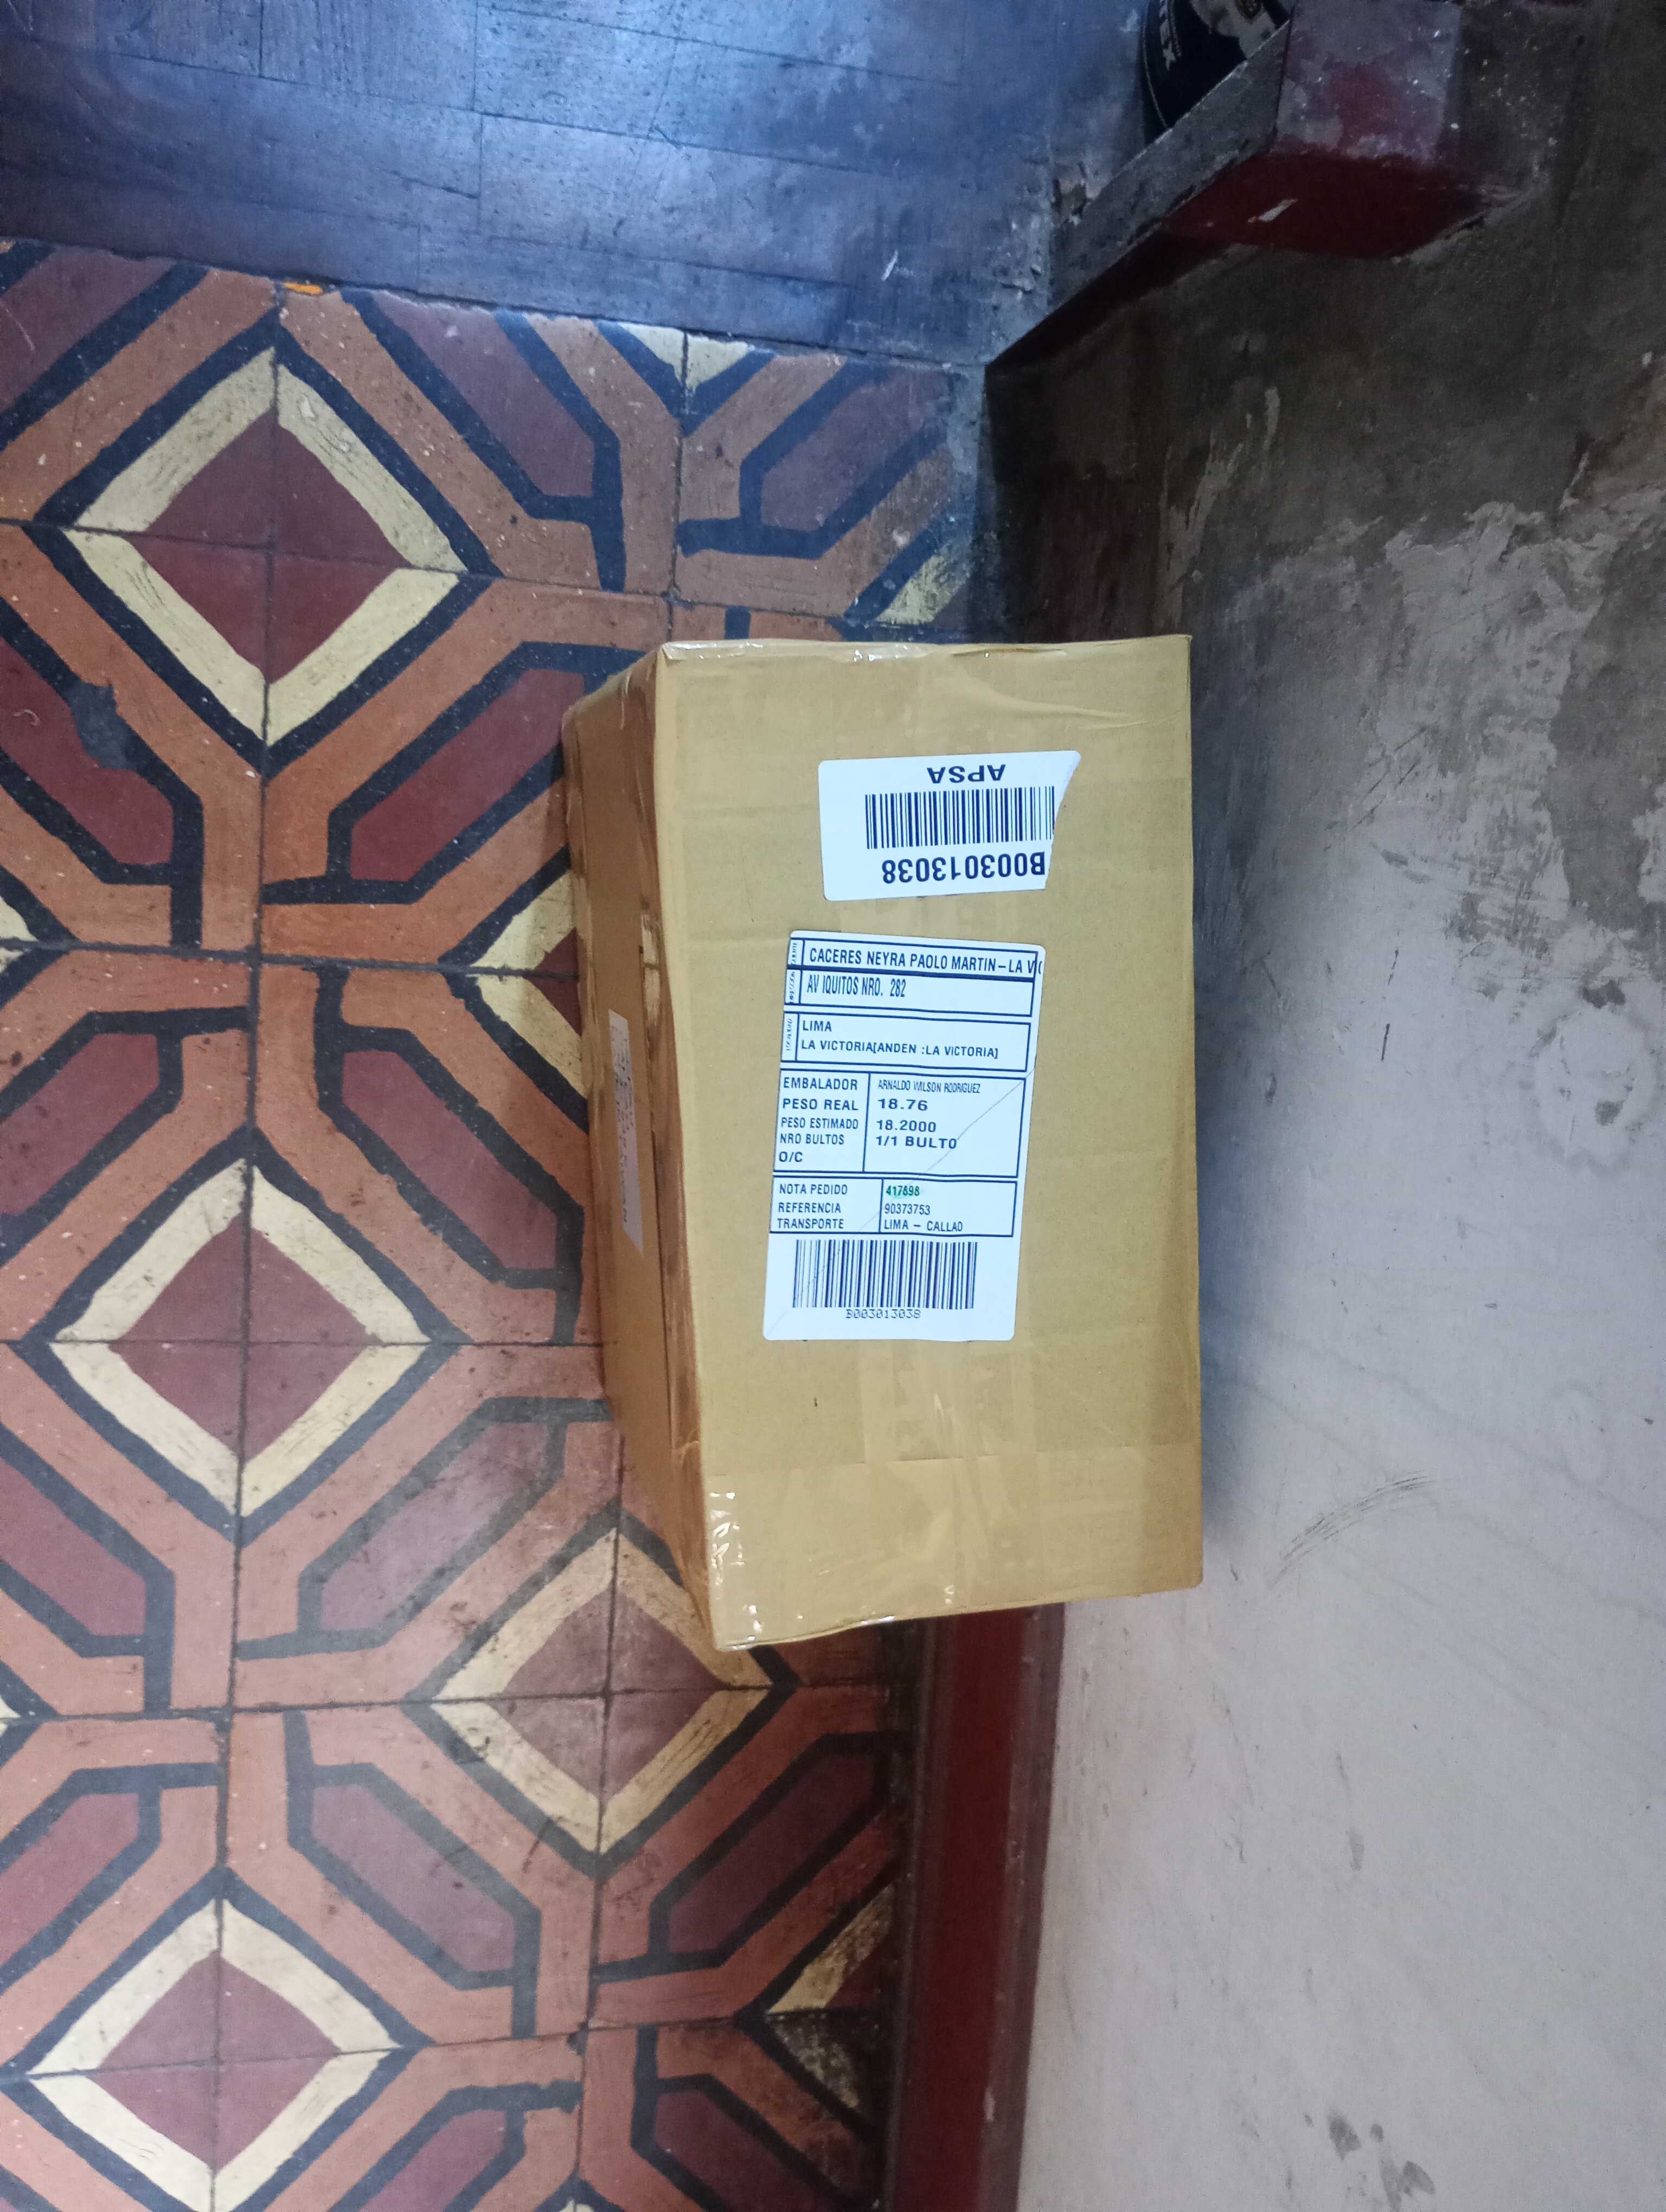 APSA
B003013038
CACERES NEYRA PAOLO MARTIN-LA VIC
AV IQUITOS NRO. 282
LIMA
LA VICTORIA[ANDEN :LA VICTORIA]
EMBALADOR ARNALDO WILSON RODRIGUEZ
PESO REAL 18.76
PESO ESTIMADO 18.2000
NRO BULTOS 1/1 BULTO
O/C
NOTA PEDIDO 417898
REFERENCIA 90373753
TRANSPORTE LIMA - CALLAO
B003013038